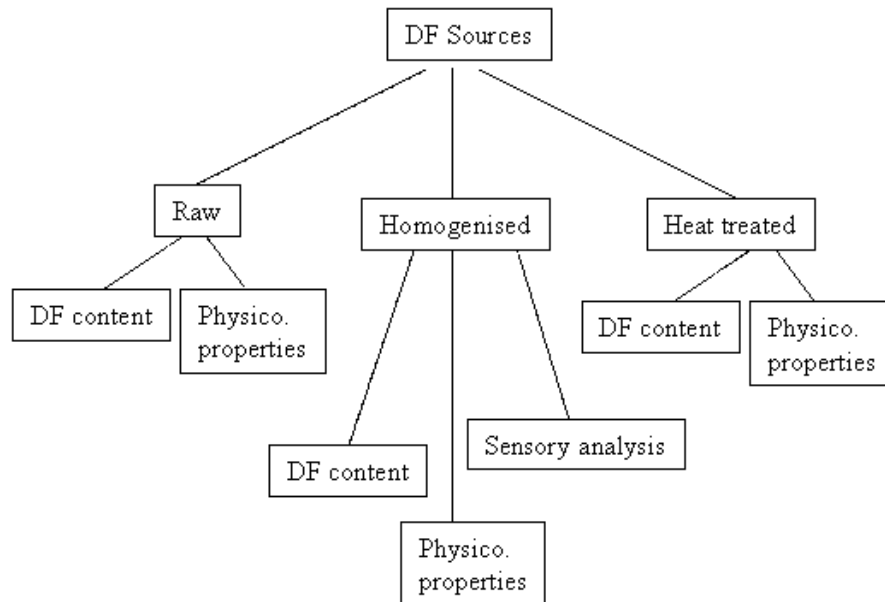 DF Sources
Raw
Homogenised
Heat treated
DF content
Physico.
properties
DF content
Physico.
properties
DF content
Sensory analysis
Physico.
properties